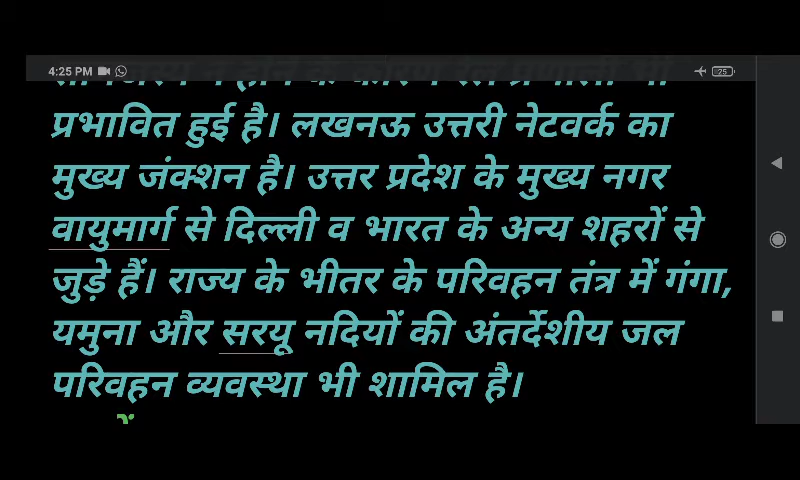 4:25 PM
25
प्रभावित हुई है। लखनऊ उत्तरी नेटवर्क का
मुख्य जंक्शन है। उत्तर प्रदेश के मुख्य नगर
वायुमार्ग से दिल्ली व भारत के अन्य शहरों से
जुड़े हैं। राज्य के भीतर के परिवहन तंत्र में गंगा,
यमुना और सरयू नदियों की अंतर्देशीय जल
परिवहन व्यवस्था भी शामिल है।